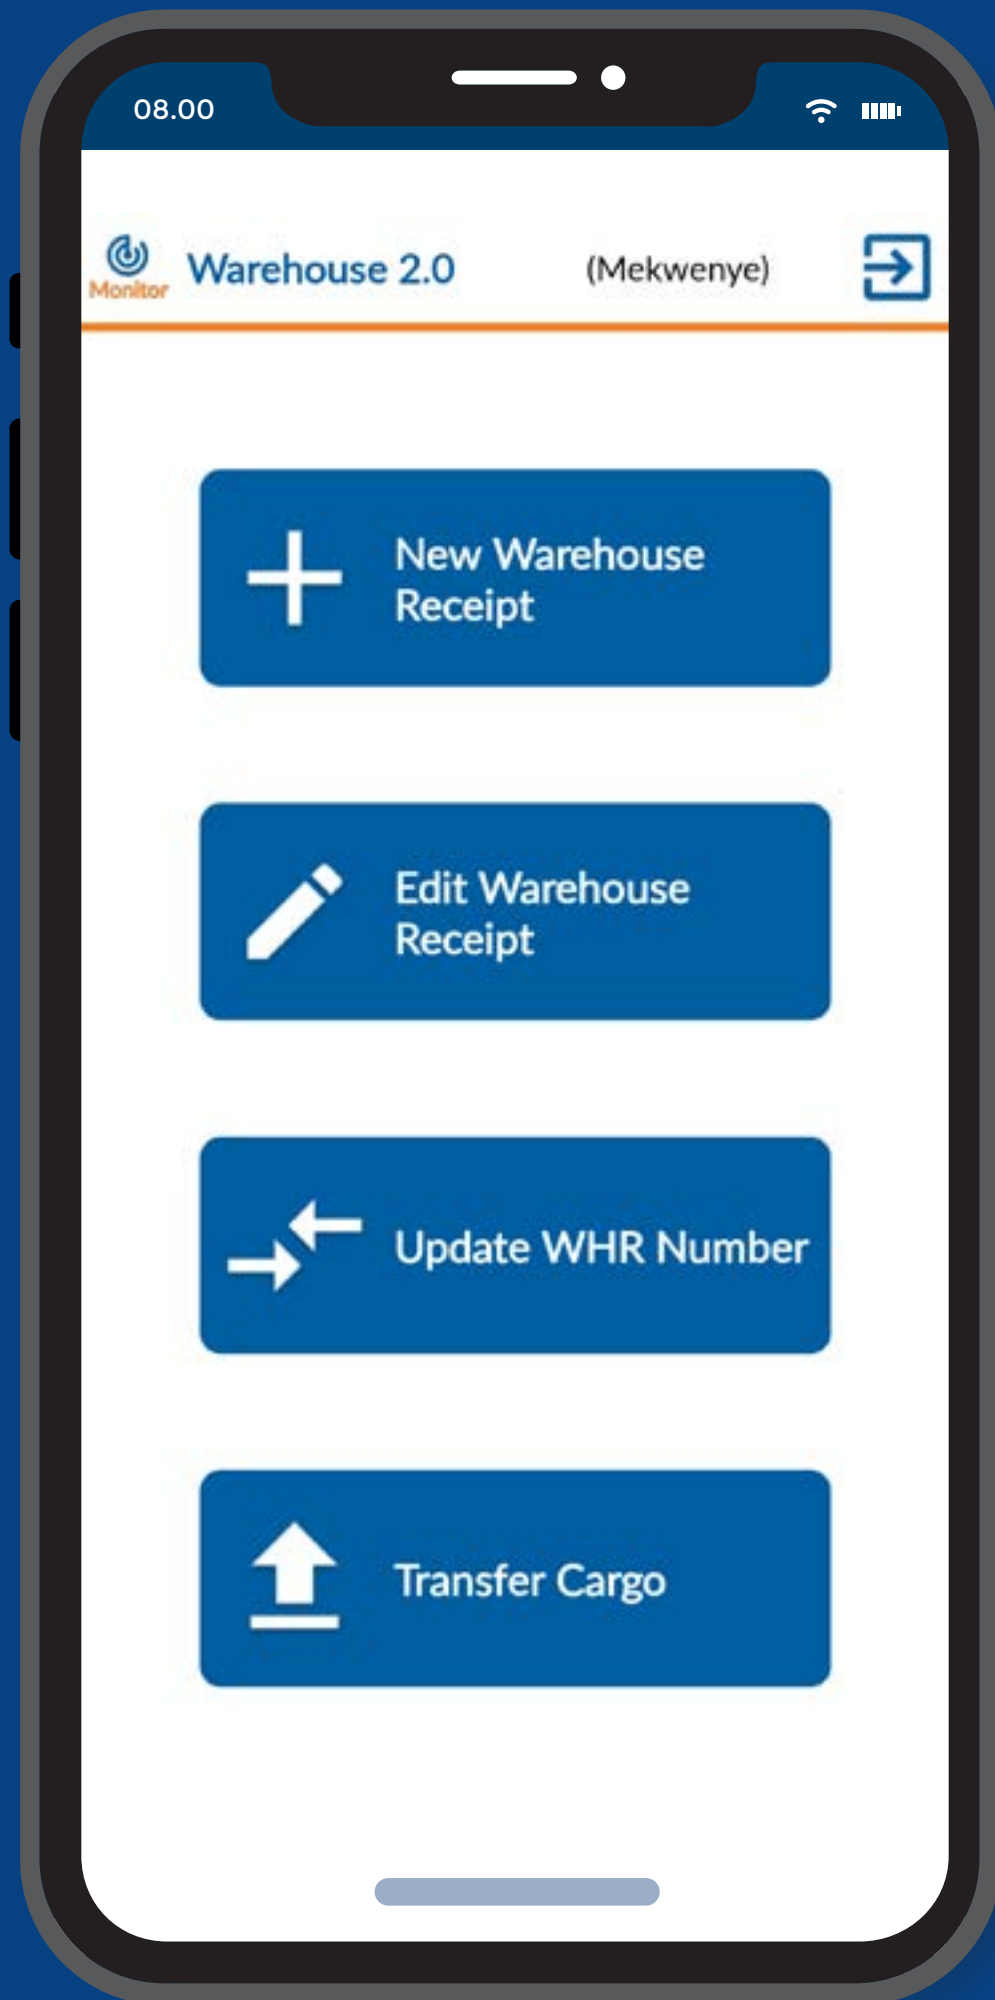 08.00
Monitor
Warehouse 2.0 (Mekwenye)
New Warehouse
Receipt
Edit Warehouse
Receipt
Update WHR Number
Transfer Cargo